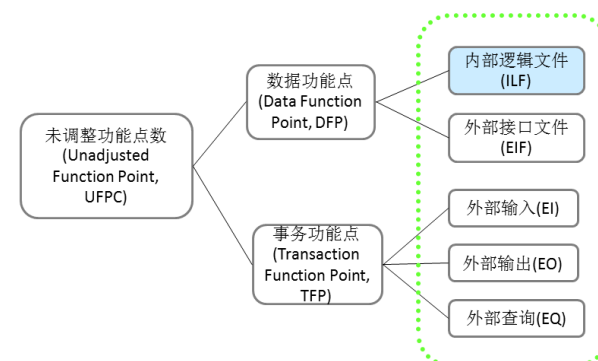 未调整功能点数
(Unadjusted
Function Point,
UFPC)
数据功能点
(Data Function
Point, DFP)
事务功能点
(Transaction
Function Point,
TFP)
内部逻辑文件
(ILF)
外部接口文件
(EIF)
外部输入(EI)
外部输出(EO)
外部查询(EQ)